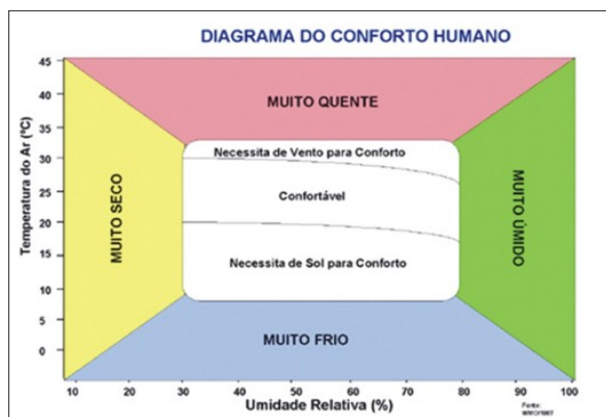 DIAGRAMA DO CONFORTO HUMANO
Temperatura do Ar (ºC)
45
40
35
30
25
20
15
10
5
0
MUITO QUENTE
MUITO SECO
Necessita de Vento para Conforto
Confortável
Necessita de Sol para Conforto
MUITO ÚMIDO
MUITO FRIO
10 20 30 40 50 60 70 80 90 100
Umidade Relativa (%)
Fonte: